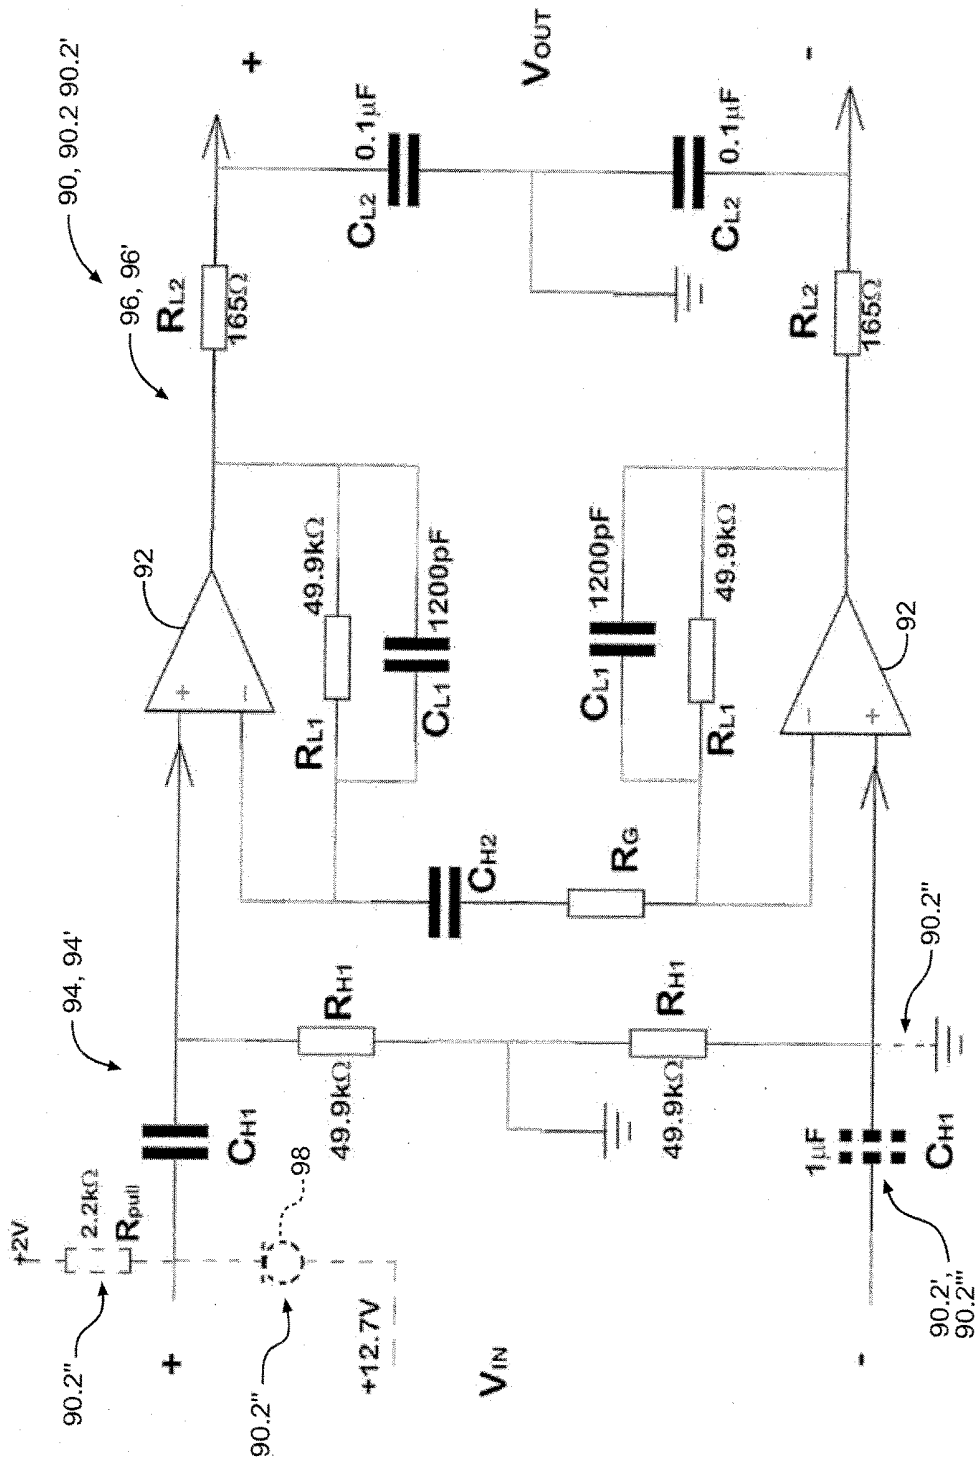 90, 90.2 90.2'
96, 96'
94, 94'
+2V
2.2kΩ
Rpull
90.2"
+
CH1
98
90.2"
+12.7V
VIN
RH1
49.9kΩ
RH1
49.9kΩ
1µF
CH1
90.2',
90.2'"
-
90.2"
92
+
−
RL1
49.9kΩ
CL1
1200pF
CH2
RG
CL1
1200pF
RL1
49.9kΩ
−
+
92
RL2
165Ω
RL2
165Ω
CL2
0.1µF
CL2
0.1µF
+
VOUT
-